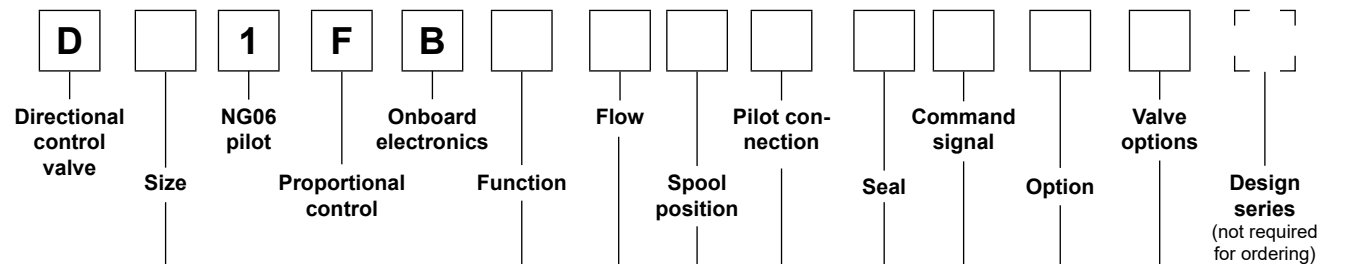 D 1 F B
Directional
control
valve
Size
NG06
pilot
Proportional
control
Onboard
electronics
Function
Flow
Spool
position
Pilot con-
nection
Seal
Command
signal
Option
Valve
options
Design
series
(not required
for ordering)